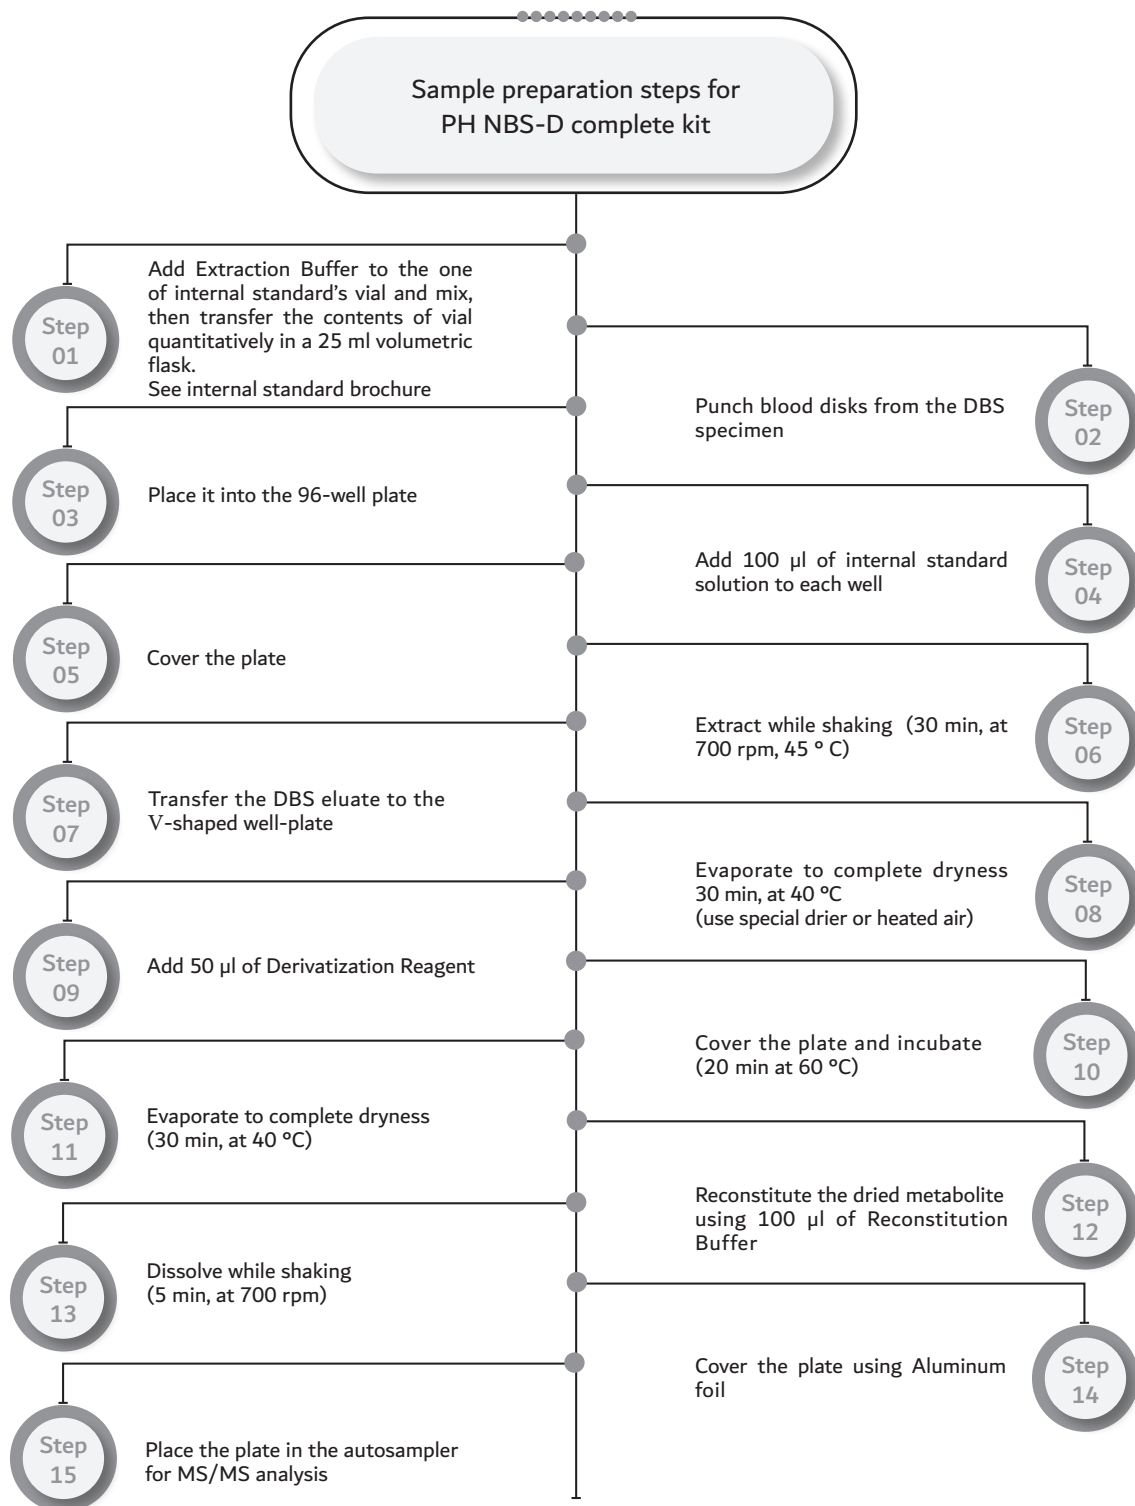 Sample preparation steps for
PH NBS-D complete kit
Step
01
Add Extraction Buffer to the one
of internal standard's vial and mix,
then transfer the contents of vial
quantitatively in a 25 ml volumetric
flask.
See internal standard brochure
Step
02
Punch blood disks from the DBS
specimen
Step
03
Place it into the 96-well plate
Step
04
Add 100 µl of internal standard
solution to each well
Step
05
Cover the plate
Step
06
Extract while shaking (30 min, at
700 rpm, 45 ° C)
Step
07
Transfer the DBS eluate to the
V-shaped well-plate
Step
08
Evaporate to complete dryness
30 min, at 40 °C
(use special drier or heated air)
Step
09
Add 50 µl of Derivatization Reagent
Step
10
Cover the plate and incubate
(20 min at 60 °C)
Step
11
Evaporate to complete dryness
(30 min, at 40 °C)
Step
12
Reconstitute the dried metabolite
using 100 µl of Reconstitution
Buffer
Step
13
Dissolve while shaking
(5 min, at 700 rpm)
Step
14
Cover the plate using Aluminum
foil
Step
15
Place the plate in the autosampler
for MS/MS analysis